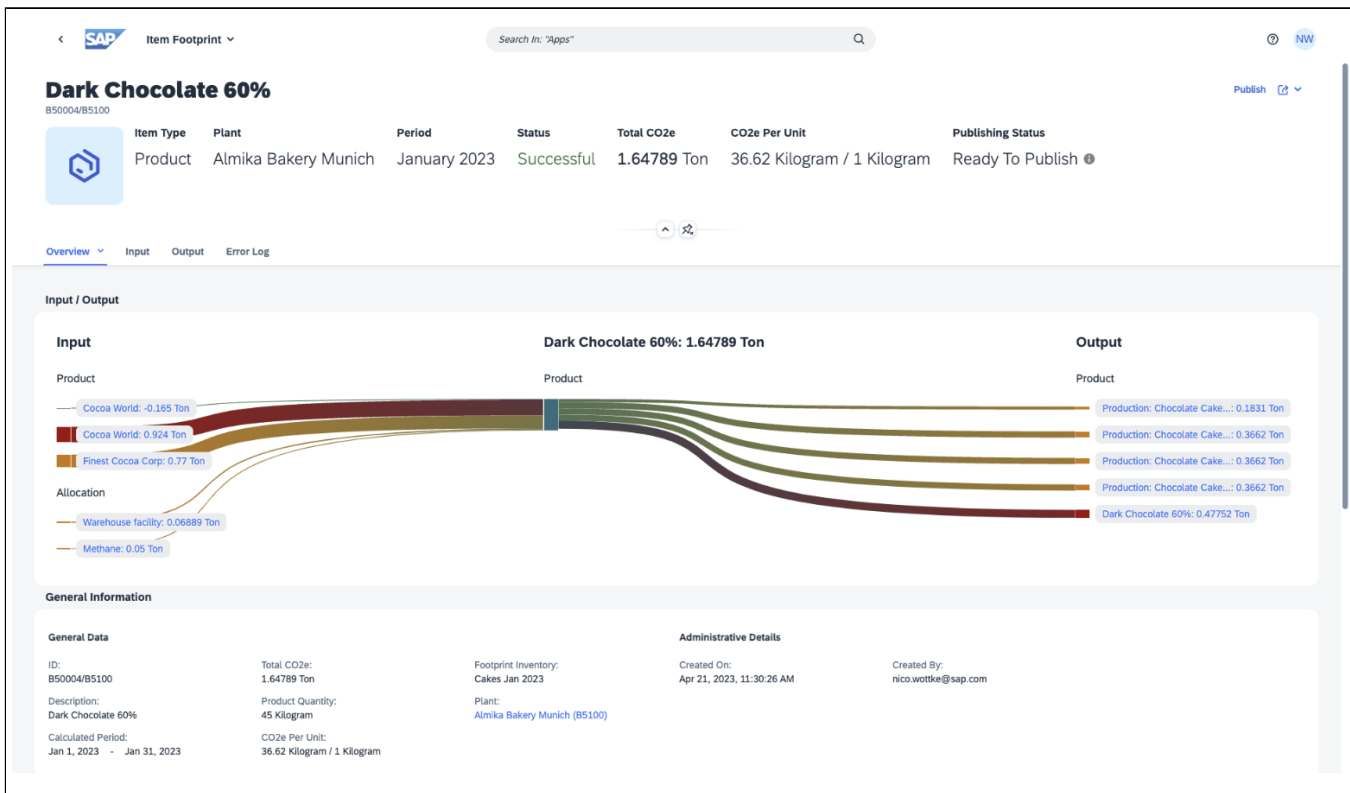 SAP Item Footprint Search In: "Apps" NW
Dark Chocolate 60% Publish
B50004/B5100
Item Type Plant Period Status Total CO2e CO2e Per Unit Publishing Status
Product Almika Bakery Munich January 2023 Successful 1.64789 Ton 36.62 Kilogram / 1 Kilogram Ready To Publish
Overview Input Output Error Log
Input / Output
Input Dark Chocolate 60%: 1.64789 Ton Output
Product Product Product
Cocoa World: -0.165 Ton Production: Chocolate Cake...: 0.1831 Ton
Cocoa World: 0.924 Ton Production: Chocolate Cake...: 0.3662 Ton
Finest Cocoa Corp: 0.77 Ton Production: Chocolate Cake...: 0.3662 Ton
Allocation Production: Chocolate Cake...: 0.3662 Ton
Warehouse facility: 0.06889 Ton Dark Chocolate 60%: 0.47752 Ton
Methane: 0.05 Ton
General Information
General Data Administrative Details
ID: Total CO2e: Footprint Inventory: Created On: Created By:
B50004/B5100 1.64789 Ton Cakes Jan 2023 Apr 21, 2023, 11:30:26 AM nico.wottke@sap.com
Description: Product Quantity: Plant:
Dark Chocolate 60% 45 Kilogram Almika Bakery Munich (B5100)
Calculated Period: CO2e Per Unit:
Jan 1, 2023 - Jan 31, 2023 36.62 Kilogram / 1 Kilogram